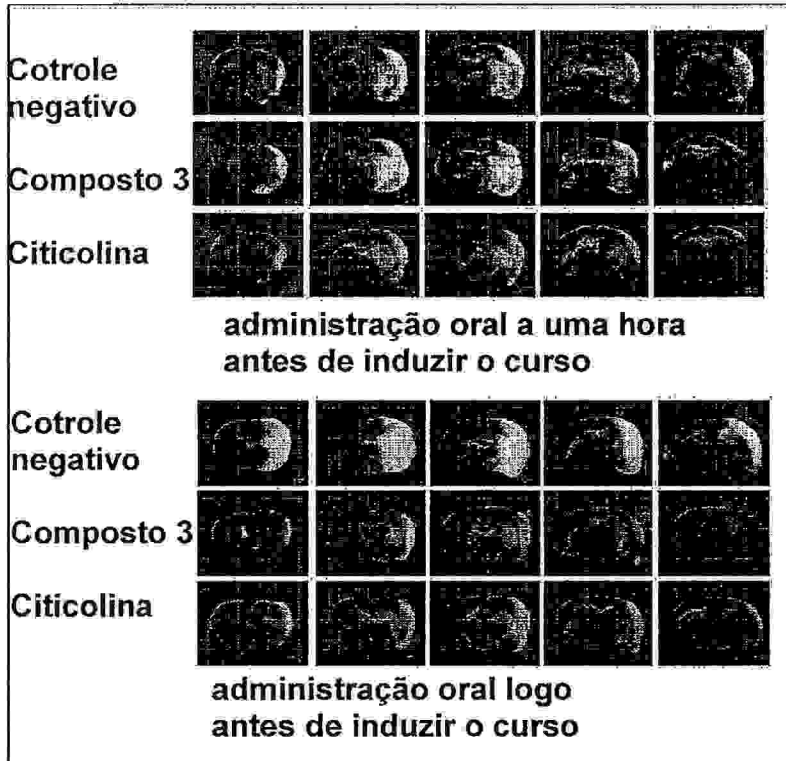 Cotrole
negativo
Composto 3
Citicolina
administração oral a uma hora
antes de induzir o curso
Cotrole
negativo
Composto 3
Citicolina
administração oral logo
antes de induzir o curso